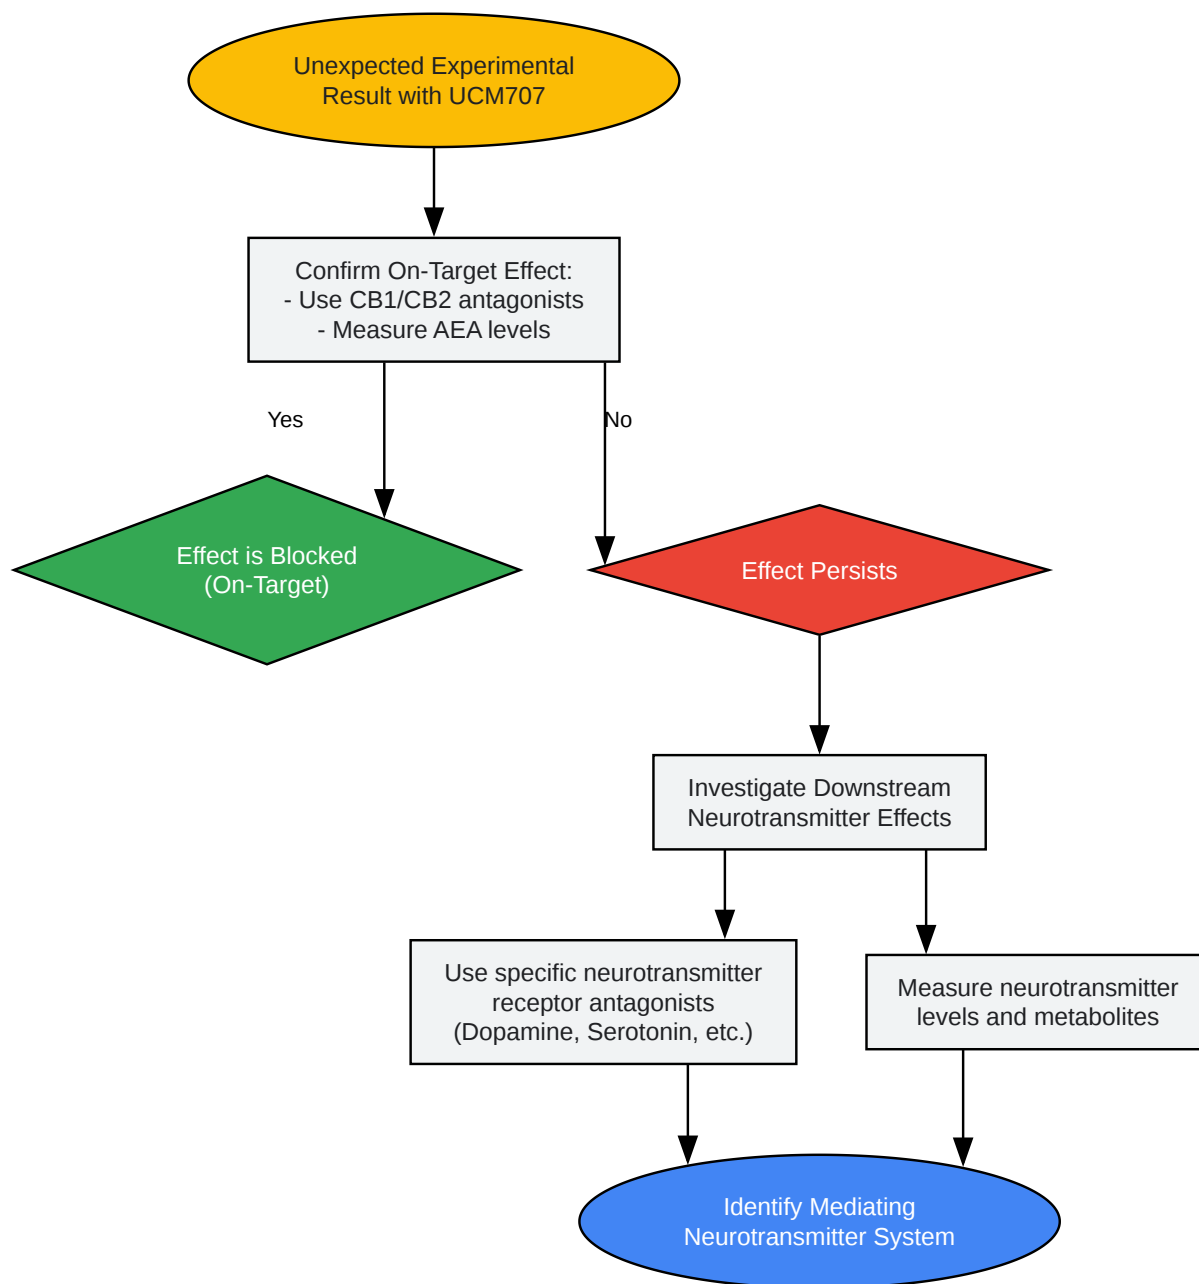 Unexpected Experimental
Result with UCM707
Confirm On-Target Effect:
- Use CB1/CB2 antagonists
- Measure AEA levels
Yes
No
Effect is Blocked
(On-Target)
Effect Persists
Investigate Downstream
Neurotransmitter Effects
Use specific neurotransmitter
receptor antagonists
(Dopamine, Serotonin, etc.)
Measure neurotransmitter
levels and metabolites
Identify Mediating
Neurotransmitter System